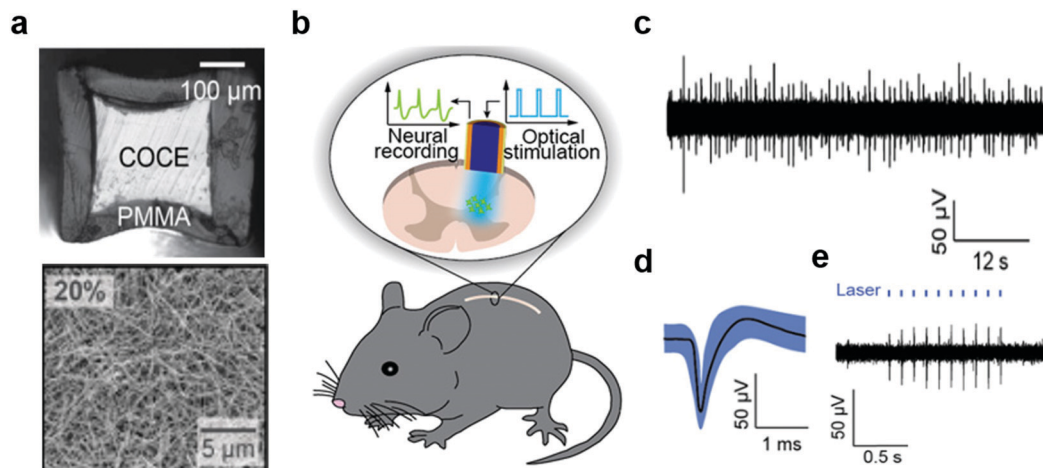 a
100 μm
COCE
PMMA
20%
5 μm
b
Neural
recording
Optical
stimulation
c
50 μV
12 s
d
50 μV
1 ms
e
Laser
50 μV
0.5 s